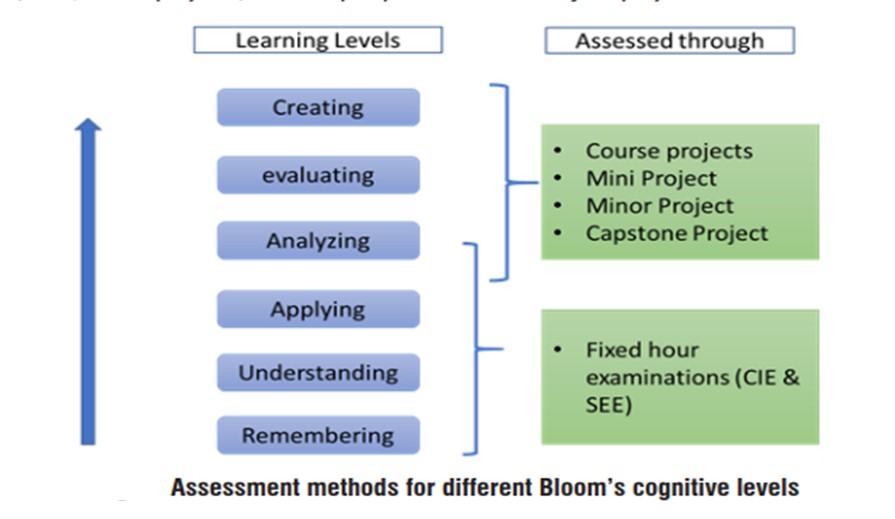 Learning Levels
Assessed through
Creating
evaluating
Analyzing
Applying
Understanding
Remembering
• Course projects
• Mini Project
• Minor Project
• Capstone Project
• Fixed hour
examinations (CIE &
SEE)
Assessment methods for different Bloom's cognitive levels